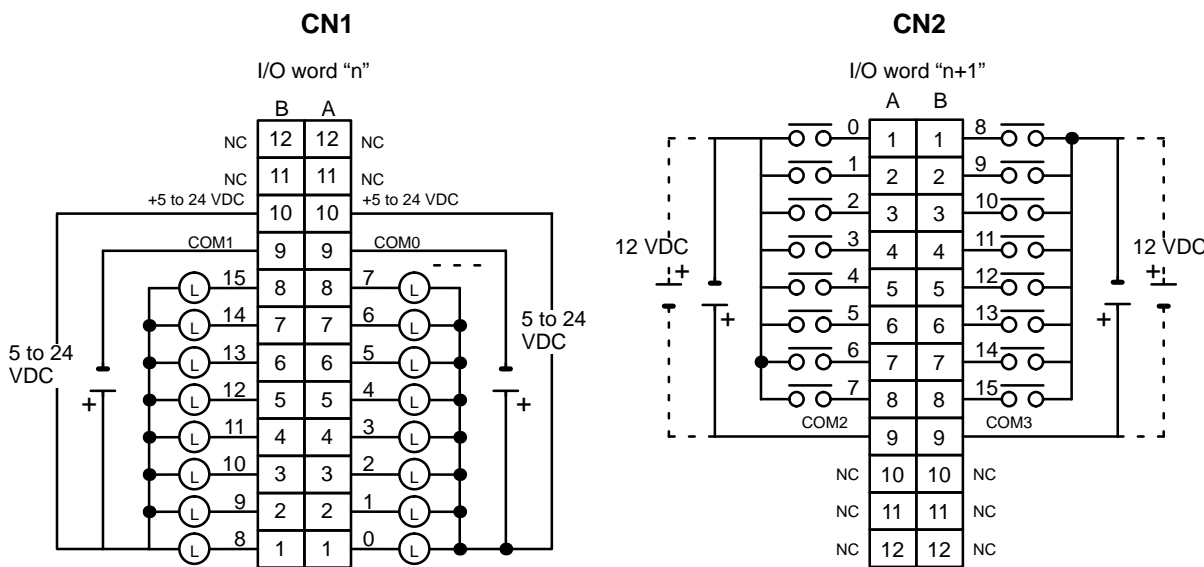 CN1
I/O word “n”
B A
NC 12 12 NC
NC 11 11 NC
+5 to 24 VDC 10 10 +5 to 24 VDC
COM1 9 9 COM0
L 15 8 8 7 L
L 14 7 7 6 L
L 13 6 6 5 L
L 12 5 5 4 L
L 11 4 4 3 L
L 10 3 3 2 L
L 9 2 2 1 L
L 8 1 1 0 L
5 to 24
VDC
+
5 to 24
VDC
+
CN2
I/O word “n+1”
A B
0 1 1 8
1 2 2 9
2 3 3 10
3 4 4 11
4 5 5 12
5 6 6 13
6 7 7 14
7 8 8 15
COM2 9 9 COM3
NC 10 10 NC
NC 11 11 NC
NC 12 12 NC
12 VDC
+
+
12 VDC
+
+